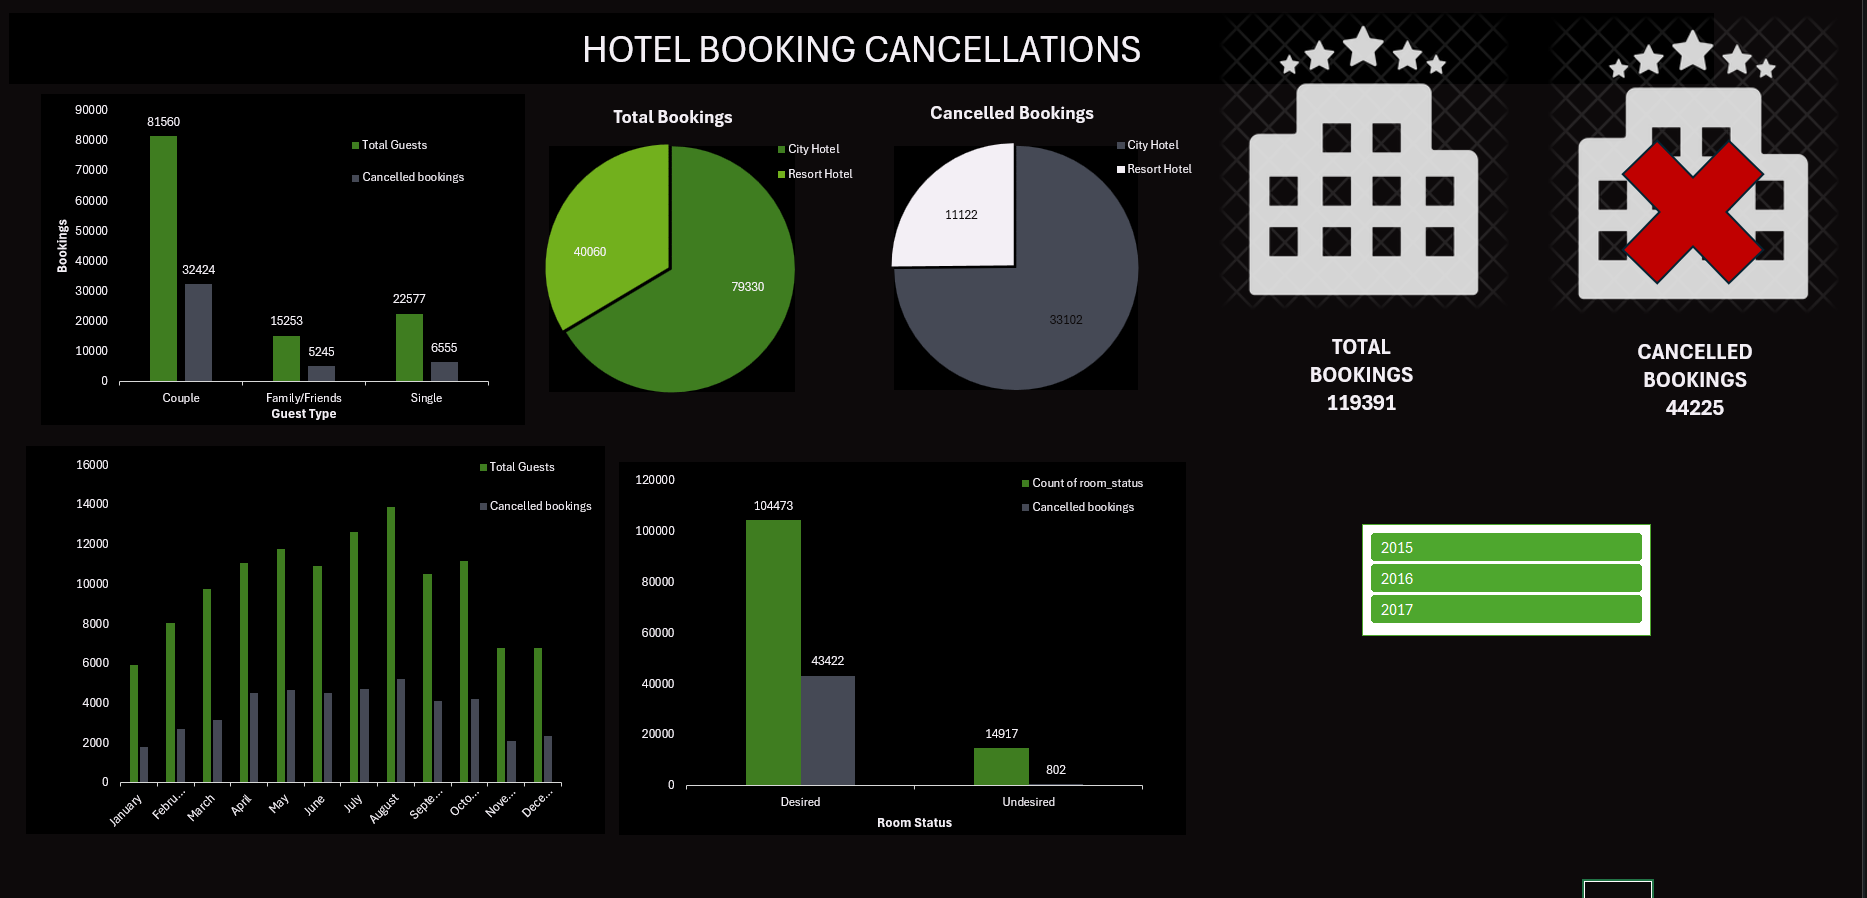 HOTEL BOOKING CANCELLATIONS
90000
80000
70000
60000
50000
40000
30000
20000
10000
0
Bookings
81560
32424
15253
5245
22577
6555
Total Guests
Cancelled bookings
Couple
Family/Friends
Single
Guest Type
Total Bookings
City Hotel
Resort Hotel
40060
79330
Cancelled Bookings
City Hotel
Resort Hotel
11122
33102
TOTAL
BOOKINGS
119391
CANCELLED
BOOKINGS
44225
16000
14000
12000
10000
8000
6000
4000
2000
0
Total Guests
Cancelled bookings
January
Febru...
March
April
May
June
July
August
Septe...
Octo...
Nove...
Dece...
120000
100000
80000
60000
40000
20000
0
104473
43422
14917
802
Count of room_status
Cancelled bookings
Desired
Undesired
Room Status
2015
2016
2017